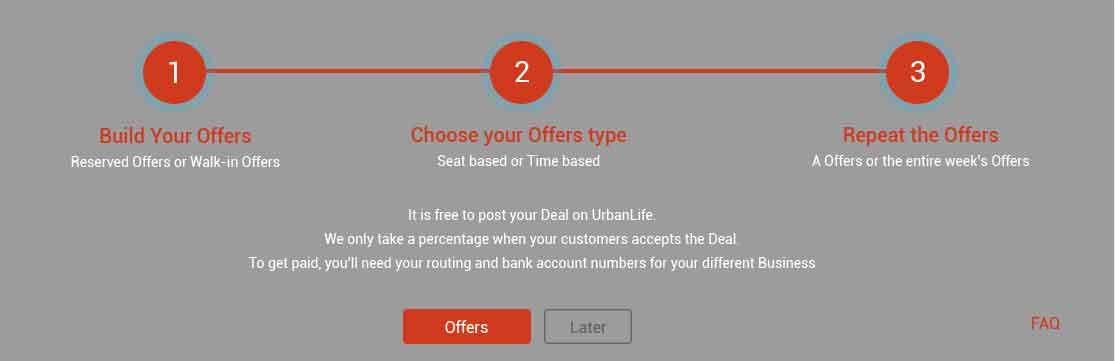 1
2
3
Build Your Offers
Choose your Offers type
Repeat the Offers
Reserved Offers or Walk-in Offers
Seat based or Time based
A Offers or the entire week's Offers
It is free to post your Deal on UrbanLife.
We only take a percentage when your customers accepts the Deal.
To get paid, you'll need your routing and bank account numbers for your different Business
Offers
Later
FAQ